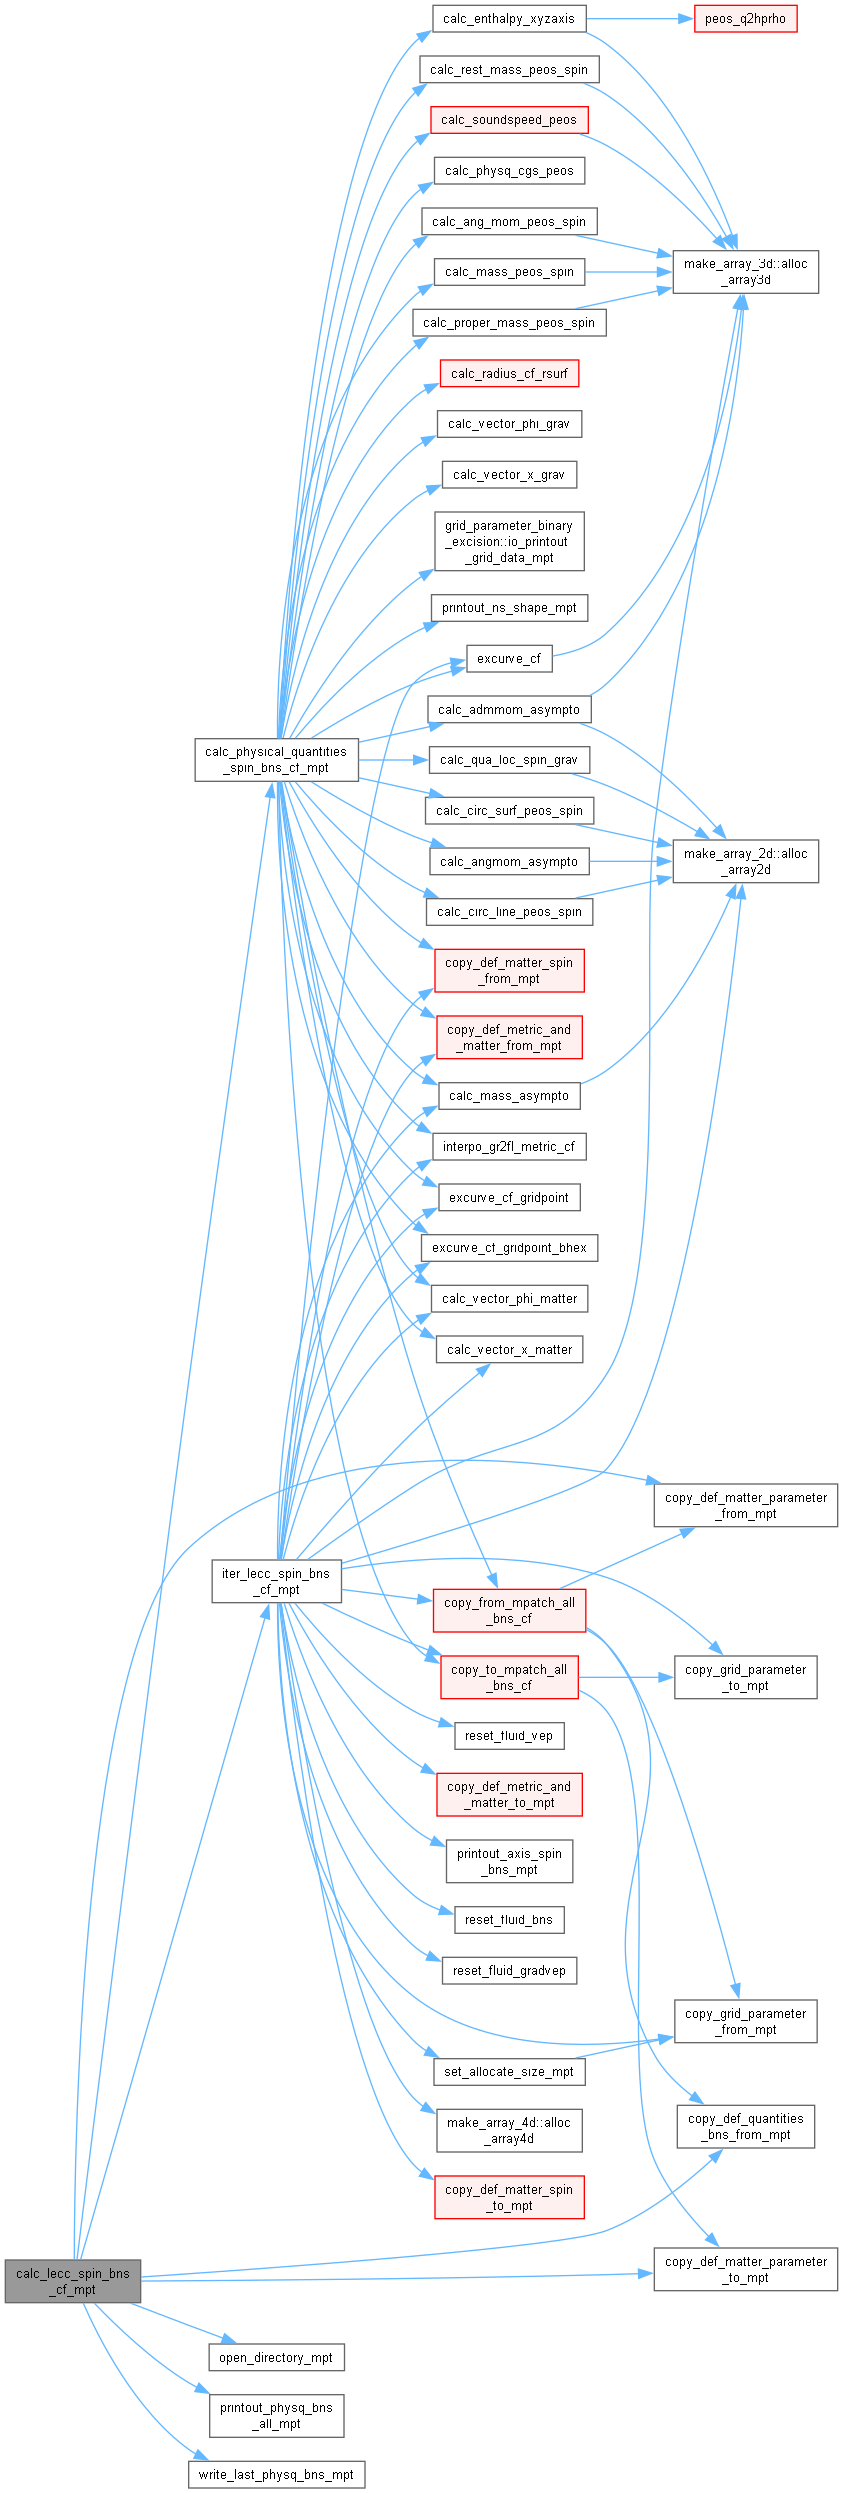 calc_enthalpy_xyzaxis
peos_q2hprho
calc_rest_mass_peos_spin
calc_soundspeed_peos
calc_physq_cgs_peos
calc_ang_mom_peos_spin
make_array_3d::alloc
_array3d
calc_mass_peos_spin
calc_proper_mass_peos_spin
calc_radius_cf_rsurf
calc_vector_phi_grav
calc_vector_x_grav
grid_parameter_binary
_excision::io_printout
_grid_data_mpt
printout_ns_shape_mpt
excurve_cf
calc_admmom_asympto
calc_physical_quantities
_spin_bns_cf_mpt
calc_qua_loc_spin_grav
calc_circ_surf_peos_spin
calc_angmom_asympto
make_array_2d::alloc
_array2d
calc_circ_line_peos_spin
copy_def_matter_spin
_from_mpt
copy_def_metric_and
_matter_from_mpt
calc_mass_asympto
interpo_gr2fl_metric_cf
excurve_cf_gridpoint
excurve_cf_gridpoint_bhex
calc_vector_phi_matter
calc_vector_x_matter
copy_def_matter_parameter
_from_mpt
iter_lecc_spin_bns
_cf_mpt
copy_from_mpatch_all
_bns_cf
copy_to_mpatch_all
_bns_cf
copy_grid_parameter
_to_mpt
reset_fluid_vep
copy_def_metric_and
_matter_to_mpt
printout_axis_spin
_bns_mpt
reset_fluid_bns
reset_fluid_gradvep
copy_grid_parameter
_from_mpt
set_allocate_size_mpt
make_array_4d::alloc
_array4d
copy_def_quantities
_bns_from_mpt
copy_def_matter_spin
_to_mpt
calc_lecc_spin_bns
_cf_mpt
copy_def_matter_parameter
_to_mpt
open_directory_mpt
printout_physq_bns
_all_mpt
write_last_physq_bns_mpt